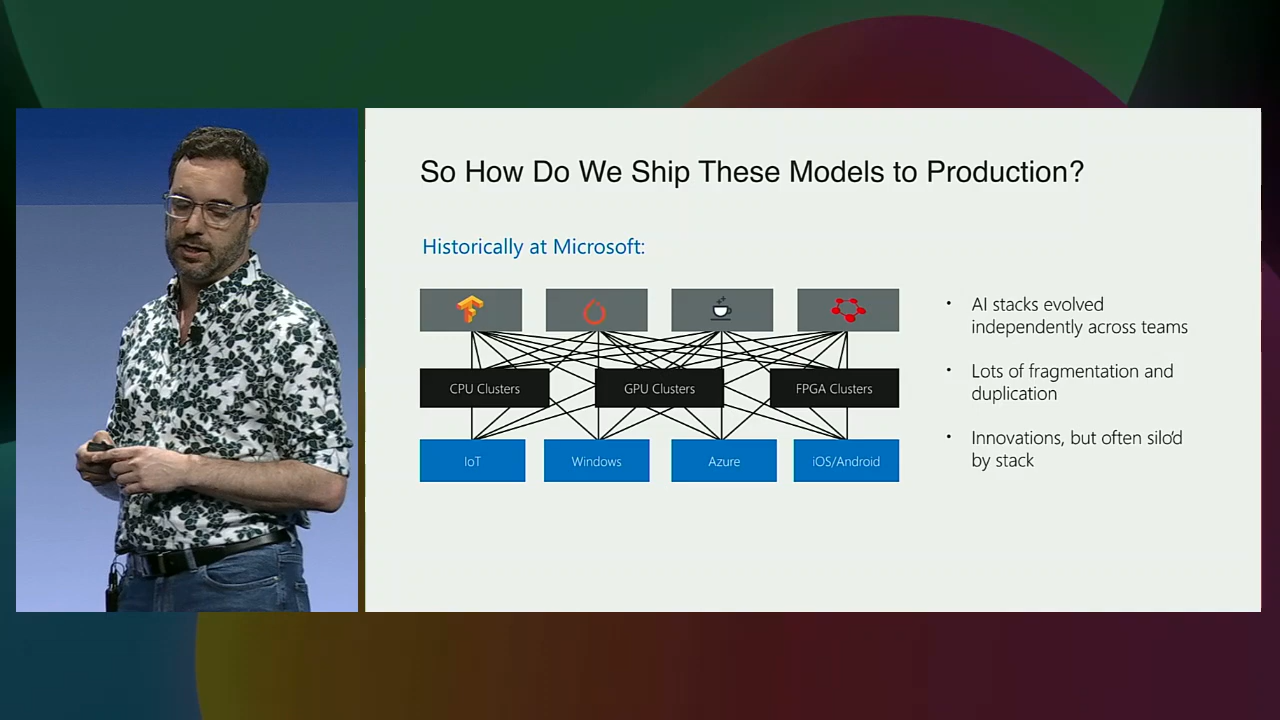 So How Do We Ship These Models to Production?
Historically at Microsoft:
CPU Clusters
GPU Clusters
FPGA Clusters
IoT
Windows
Azure
iOS/Android
• AI stacks evolved
independently across teams
• Lots of fragmentation and
duplication
• Innovations, but often silo'd
by stack